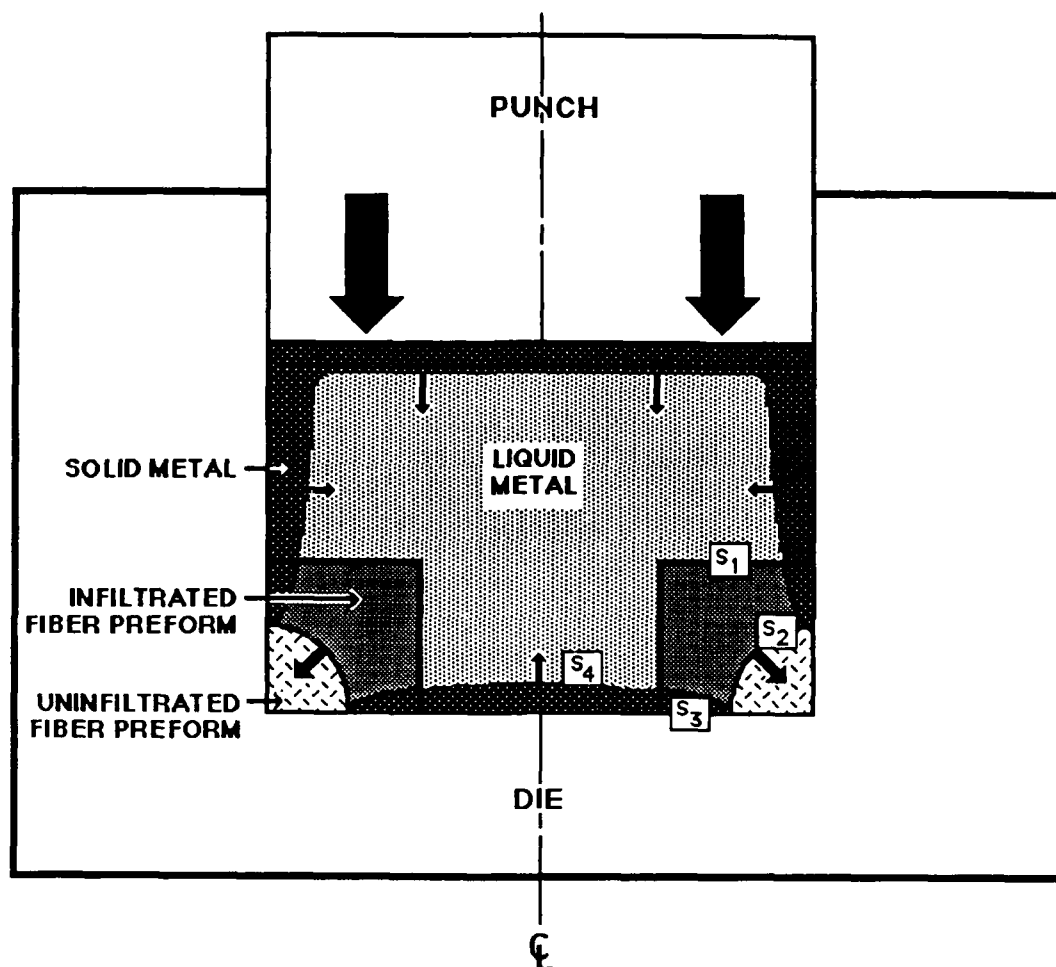 PUNCH
SOLID METAL
LIQUID
METAL
S1
INFILTRATED
FIBER PREFORM
S2
S4
UNINFILTRATED
FIBER PREFORM
S3
DIE
℄